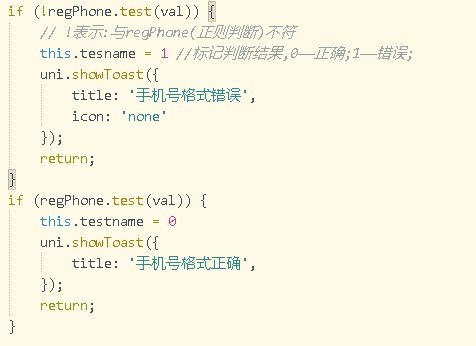 if (!regPhone.test(val)) {
// !表示:与regPhone(正则判断)不符
this.tesname = 1 //标记判断结果,0——正确;1——错误;
uni.showToast({
title: '手机号格式错误',
icon: 'none'
});
return;
}
if (regPhone.test(val)) {
this.testname = 0
uni.showToast({
title: '手机号格式正确',
});
return;
}